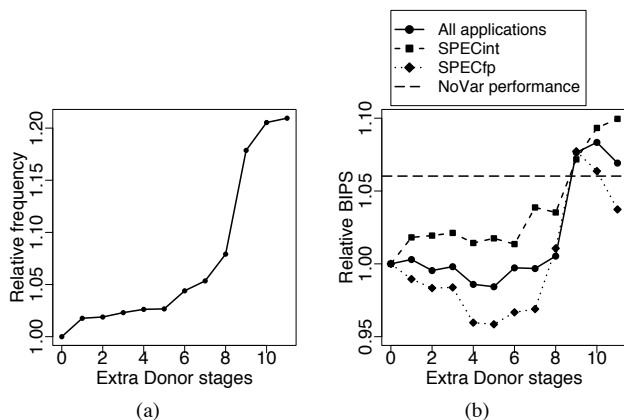 All applications
SPECint
SPECfp
NoVar performance
Relative frequency
1.00 1.05 1.10 1.15 1.20
0 2 4 6 8 10
Extra Donor stages
(a)
Relative BIPS
0.95 1.00 1.05 1.10
0 2 4 6 8 10
Extra Donor stages
(b)